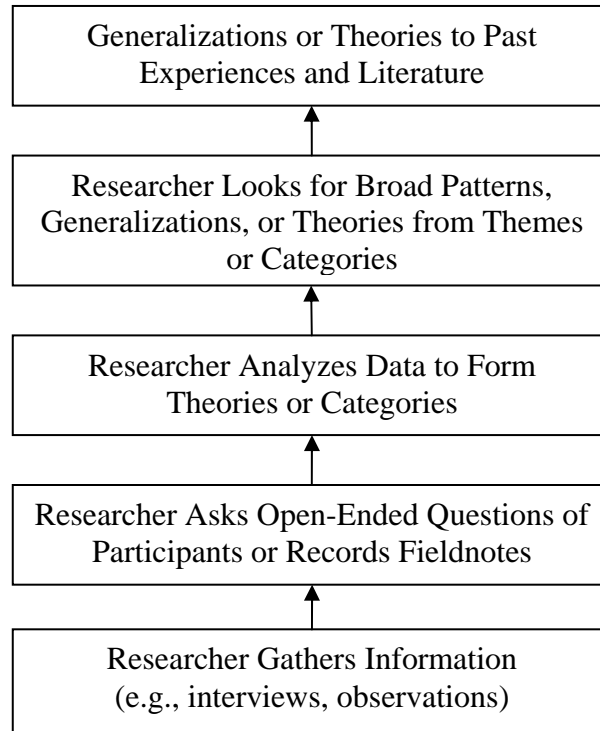 Generalizations or Theories to Past
Experiences and Literature
Researcher Looks for Broad Patterns,
Generalizations, or Theories from Themes
or Categories
Researcher Analyzes Data to Form
Theories or Categories
Researcher Asks Open-Ended Questions of
Participants or Records Fieldnotes
Researcher Gathers Information
(e.g., interviews, observations)